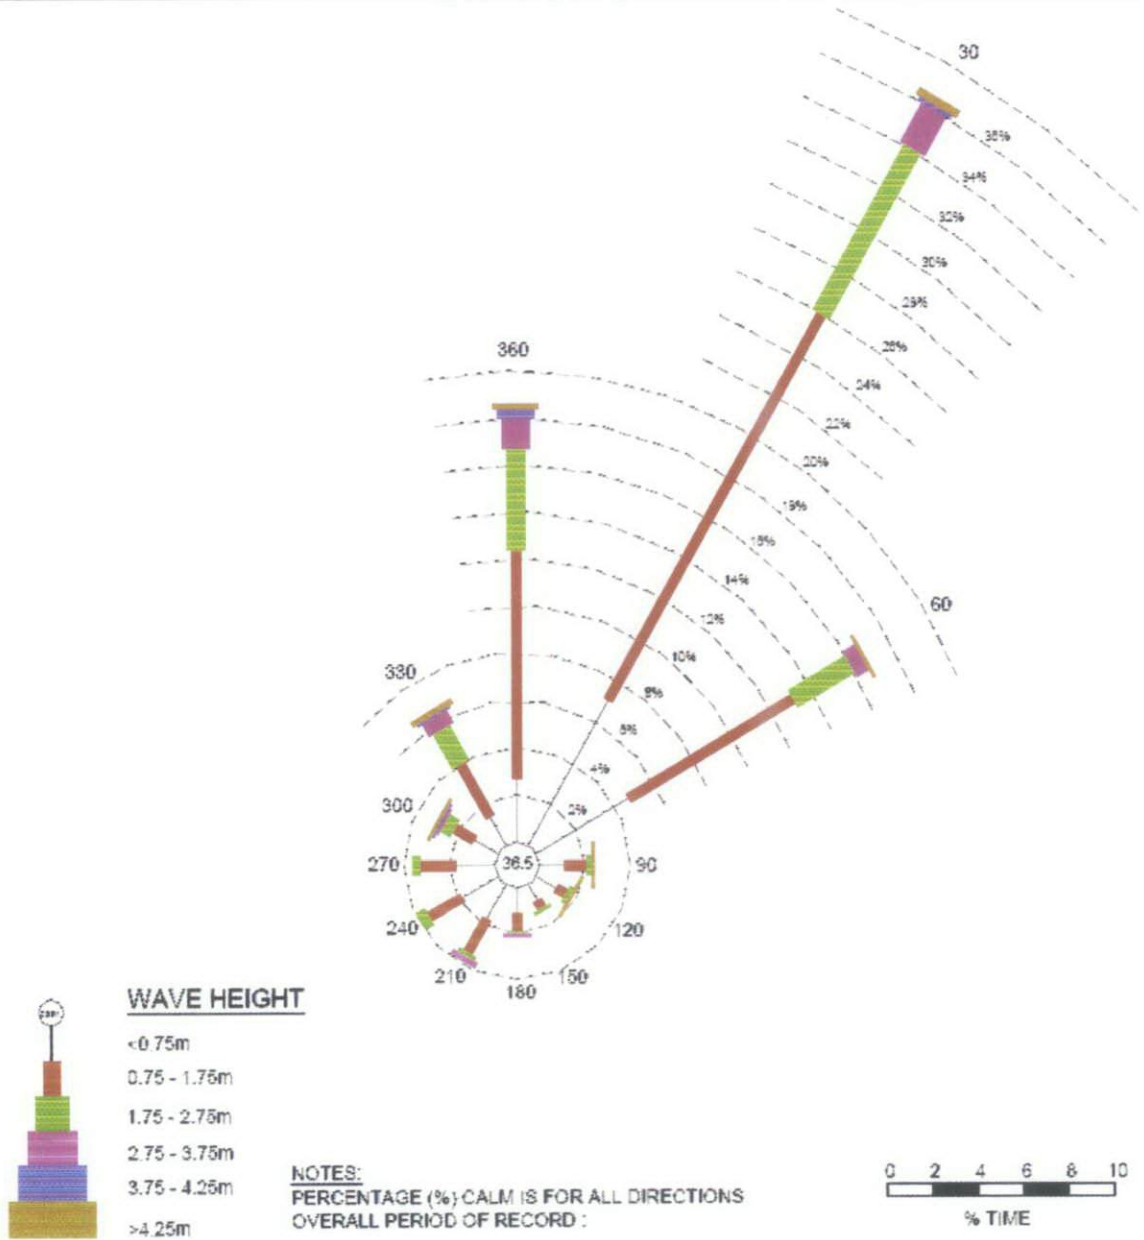 30
36%
34%
32%
30%
28%
26%
24%
22%
20%
18%
16%
14%
12%
10%
8%
6%
4%
2%
360
60
330
300
36.5
270
90
240
120
210
150
180
WAVE HEIGHT
<0.75m
0.75 - 1.75m
1.75 - 2.75m
2.75 - 3.75m
3.75 - 4.25m
>4.25m
NOTES:
PERCENTAGE (%) CALM IS FOR ALL DIRECTIONS
OVERALL PERIOD OF RECORD :
0 2 4 6 8 10
% TIME